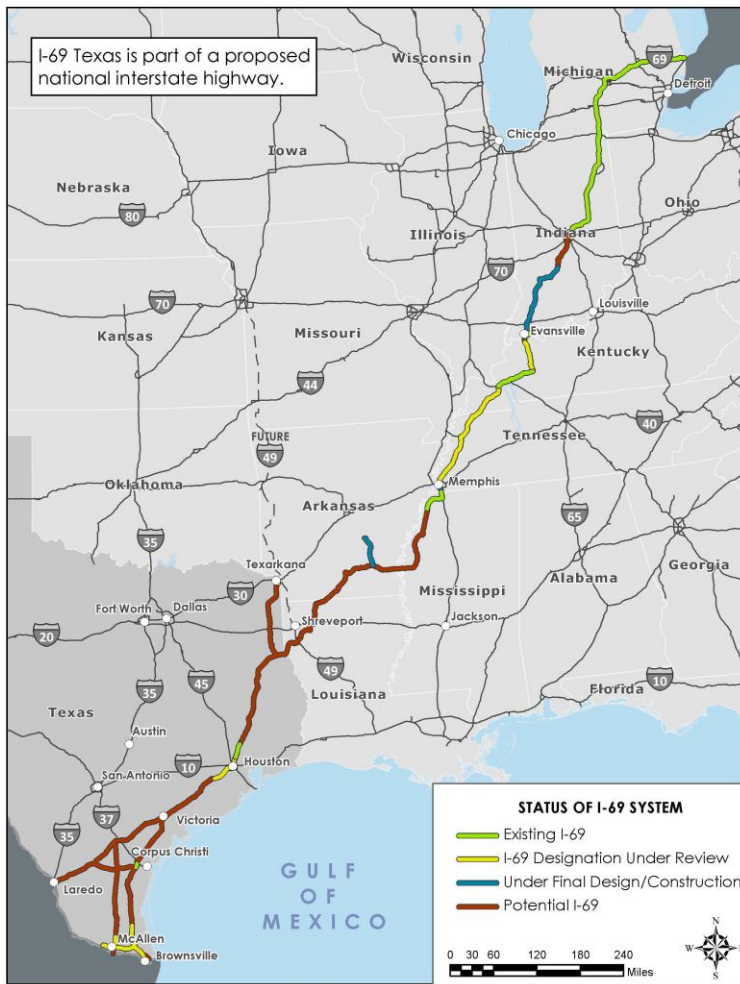 I-69 Texas is part of a proposed
national interstate highway.
Wisconsin
Michigan
69
Detroit
Chicago
Iowa
Nebraska
80
Ohio
Illinois
Indiana
70
70
Louisville
Evansville
Kansas
Missouri
Kentucky
44
FUTURE
49
Tennessee
40
Oklahoma
Memphis
Arkansas
65
35
Georgia
Texarkana
Alabama
30
Mississippi
Fort Worth
Dallas
20
Shreveport
Jackson
49
35
45
Louisiana
Florida
10
Texas
Austin
10
Houston
San Antonio
37
35
Victoria
Corpus Christi
Laredo
GULF
OF
MEXICO
McAllen
Brownsville
STATUS OF I-69 SYSTEM
Existing I-69
I-69 Designation Under Review
Under Final Design/Construction
Potential I-69
N
W
S
0 30 60 120 180 240
Miles